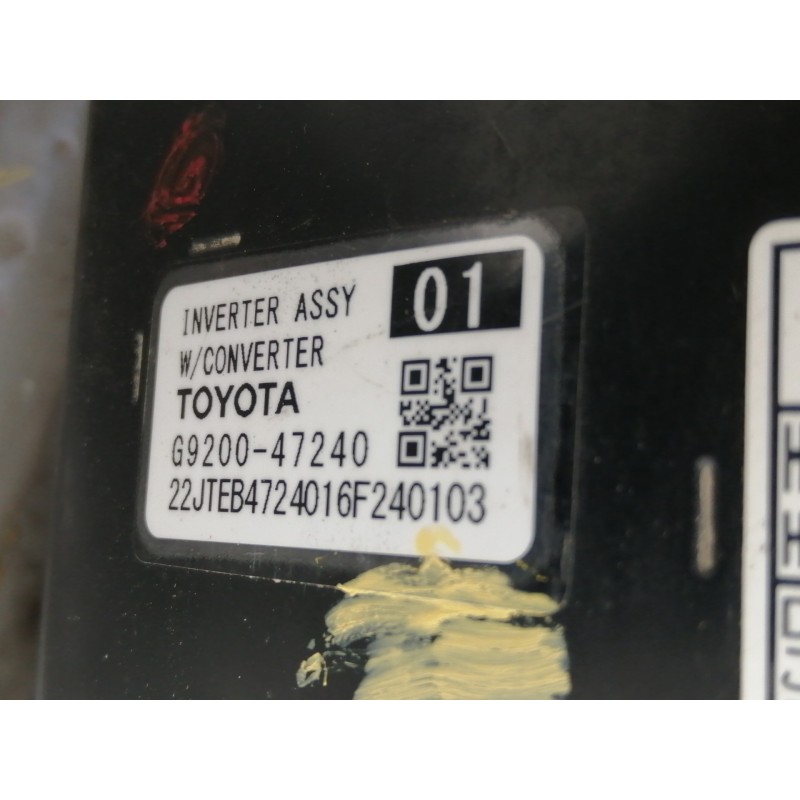 INVERTER ASSY 01
W/CONVERTER
TOYOTA
G9200-47240
22JTEB4724016F240103